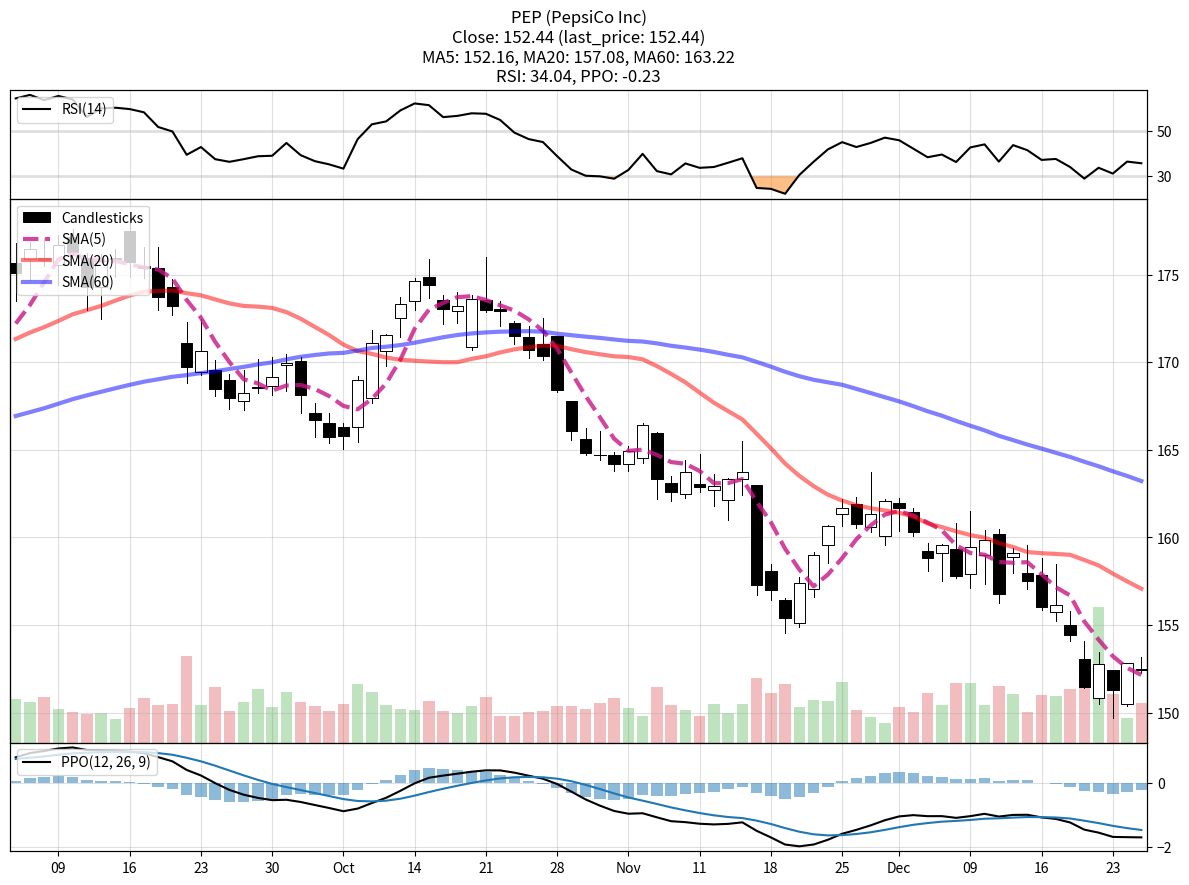 PEP (PepsiCo Inc)
Close: 152.44 (last_price: 152.44)
MA5: 152.16, MA20: 157.08, MA60: 163.22
RSI: 34.04, PPO: -0.23
RSI(14)
50
30
Candlesticks
SMA(5)
SMA(20)
SMA(60)
175
170
165
160
155
150
PPO(12, 26, 9)
0
−2
09 16 23 30 Oct 14 21 28 Nov 11 18 25 Dec 09 16 23